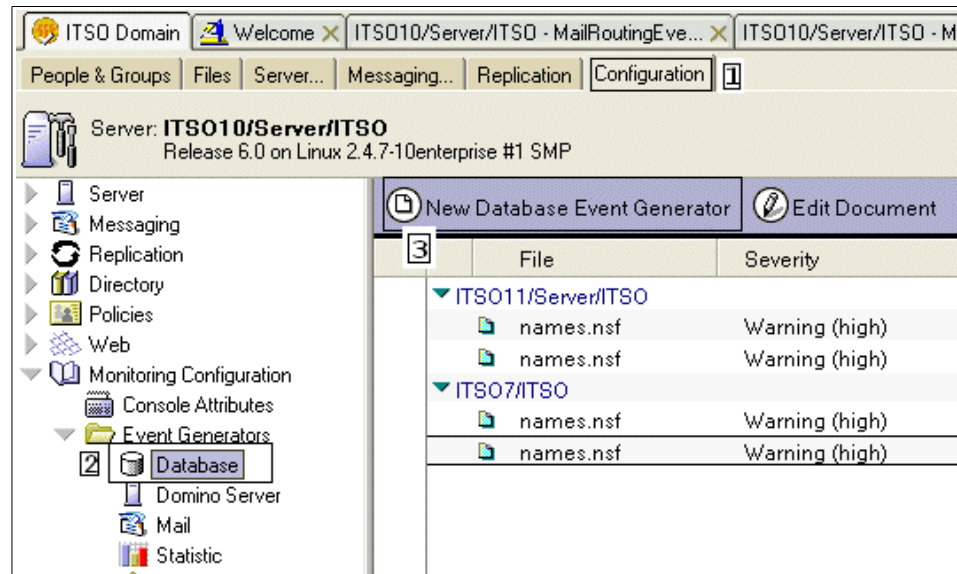 ITSO Domain Welcome ITSO10/Server/ITSO - MailRoutingEve... ITSO10/Server/ITSO - M
People & Groups Files Server... Messaging... Replication Configuration 1
Server: ITSO10/Server/ITSO
Release 6.0 on Linux 2.4.7-10enterprise #1 SMP
Server
Messaging
Replication
Directory
Policies
Web
Monitoring Configuration
Console Attributes
Event Generators
2 Database
Domino Server
Mail
Statistic
New Database Event Generator Edit Document
3
File Severity
ITSO11/Server/ITSO
names.nsf Warning (high)
names.nsf Warning (high)
ITSO7/ITSO
names.nsf Warning (high)
names.nsf Warning (high)